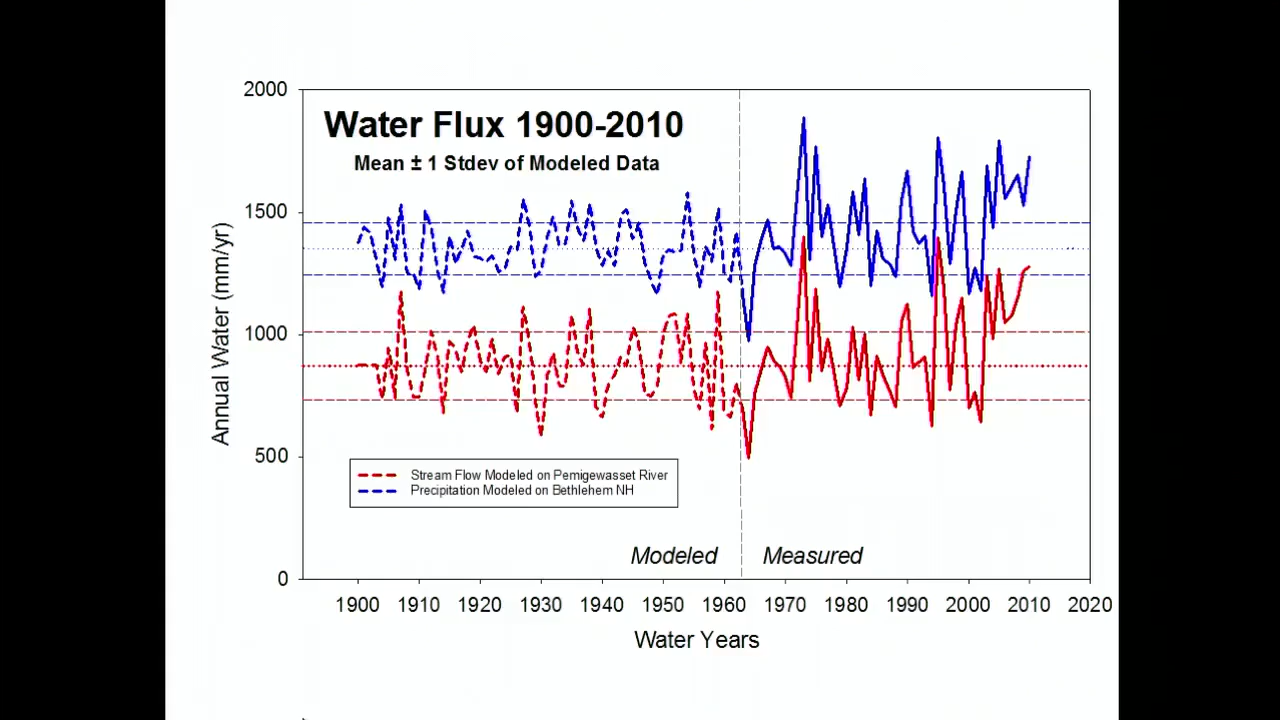 Water Flux 1900-2010
Mean ± 1 Stdev of Modeled Data
2000
1500
1000
500
0
Annual Water (mm/yr)
Stream Flow Modeled on Pemigewasset River
Precipitation Modeled on Bethlehem NH
Modeled
Measured
1900 1910 1920 1930 1940 1950 1960 1970 1980 1990 2000 2010 2020
Water Years